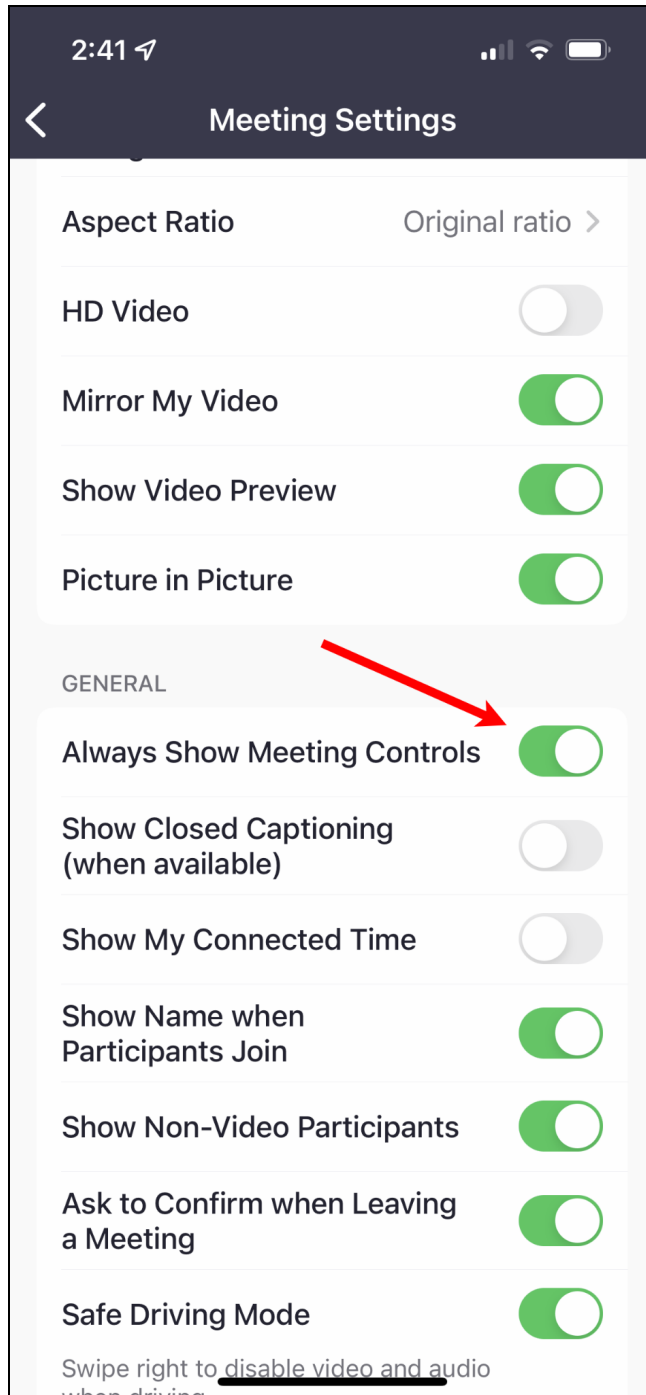 2:41
Meeting Settings
Aspect Ratio
Original ratio
HD Video
Mirror My Video
Show Video Preview
Picture in Picture
GENERAL
Always Show Meeting Controls
Show Closed Captioning
(when available)
Show My Connected Time
Show Name when
Participants Join
Show Non-Video Participants
Ask to Confirm when Leaving
a Meeting
Safe Driving Mode
Swipe right to disable video and audio
when driving